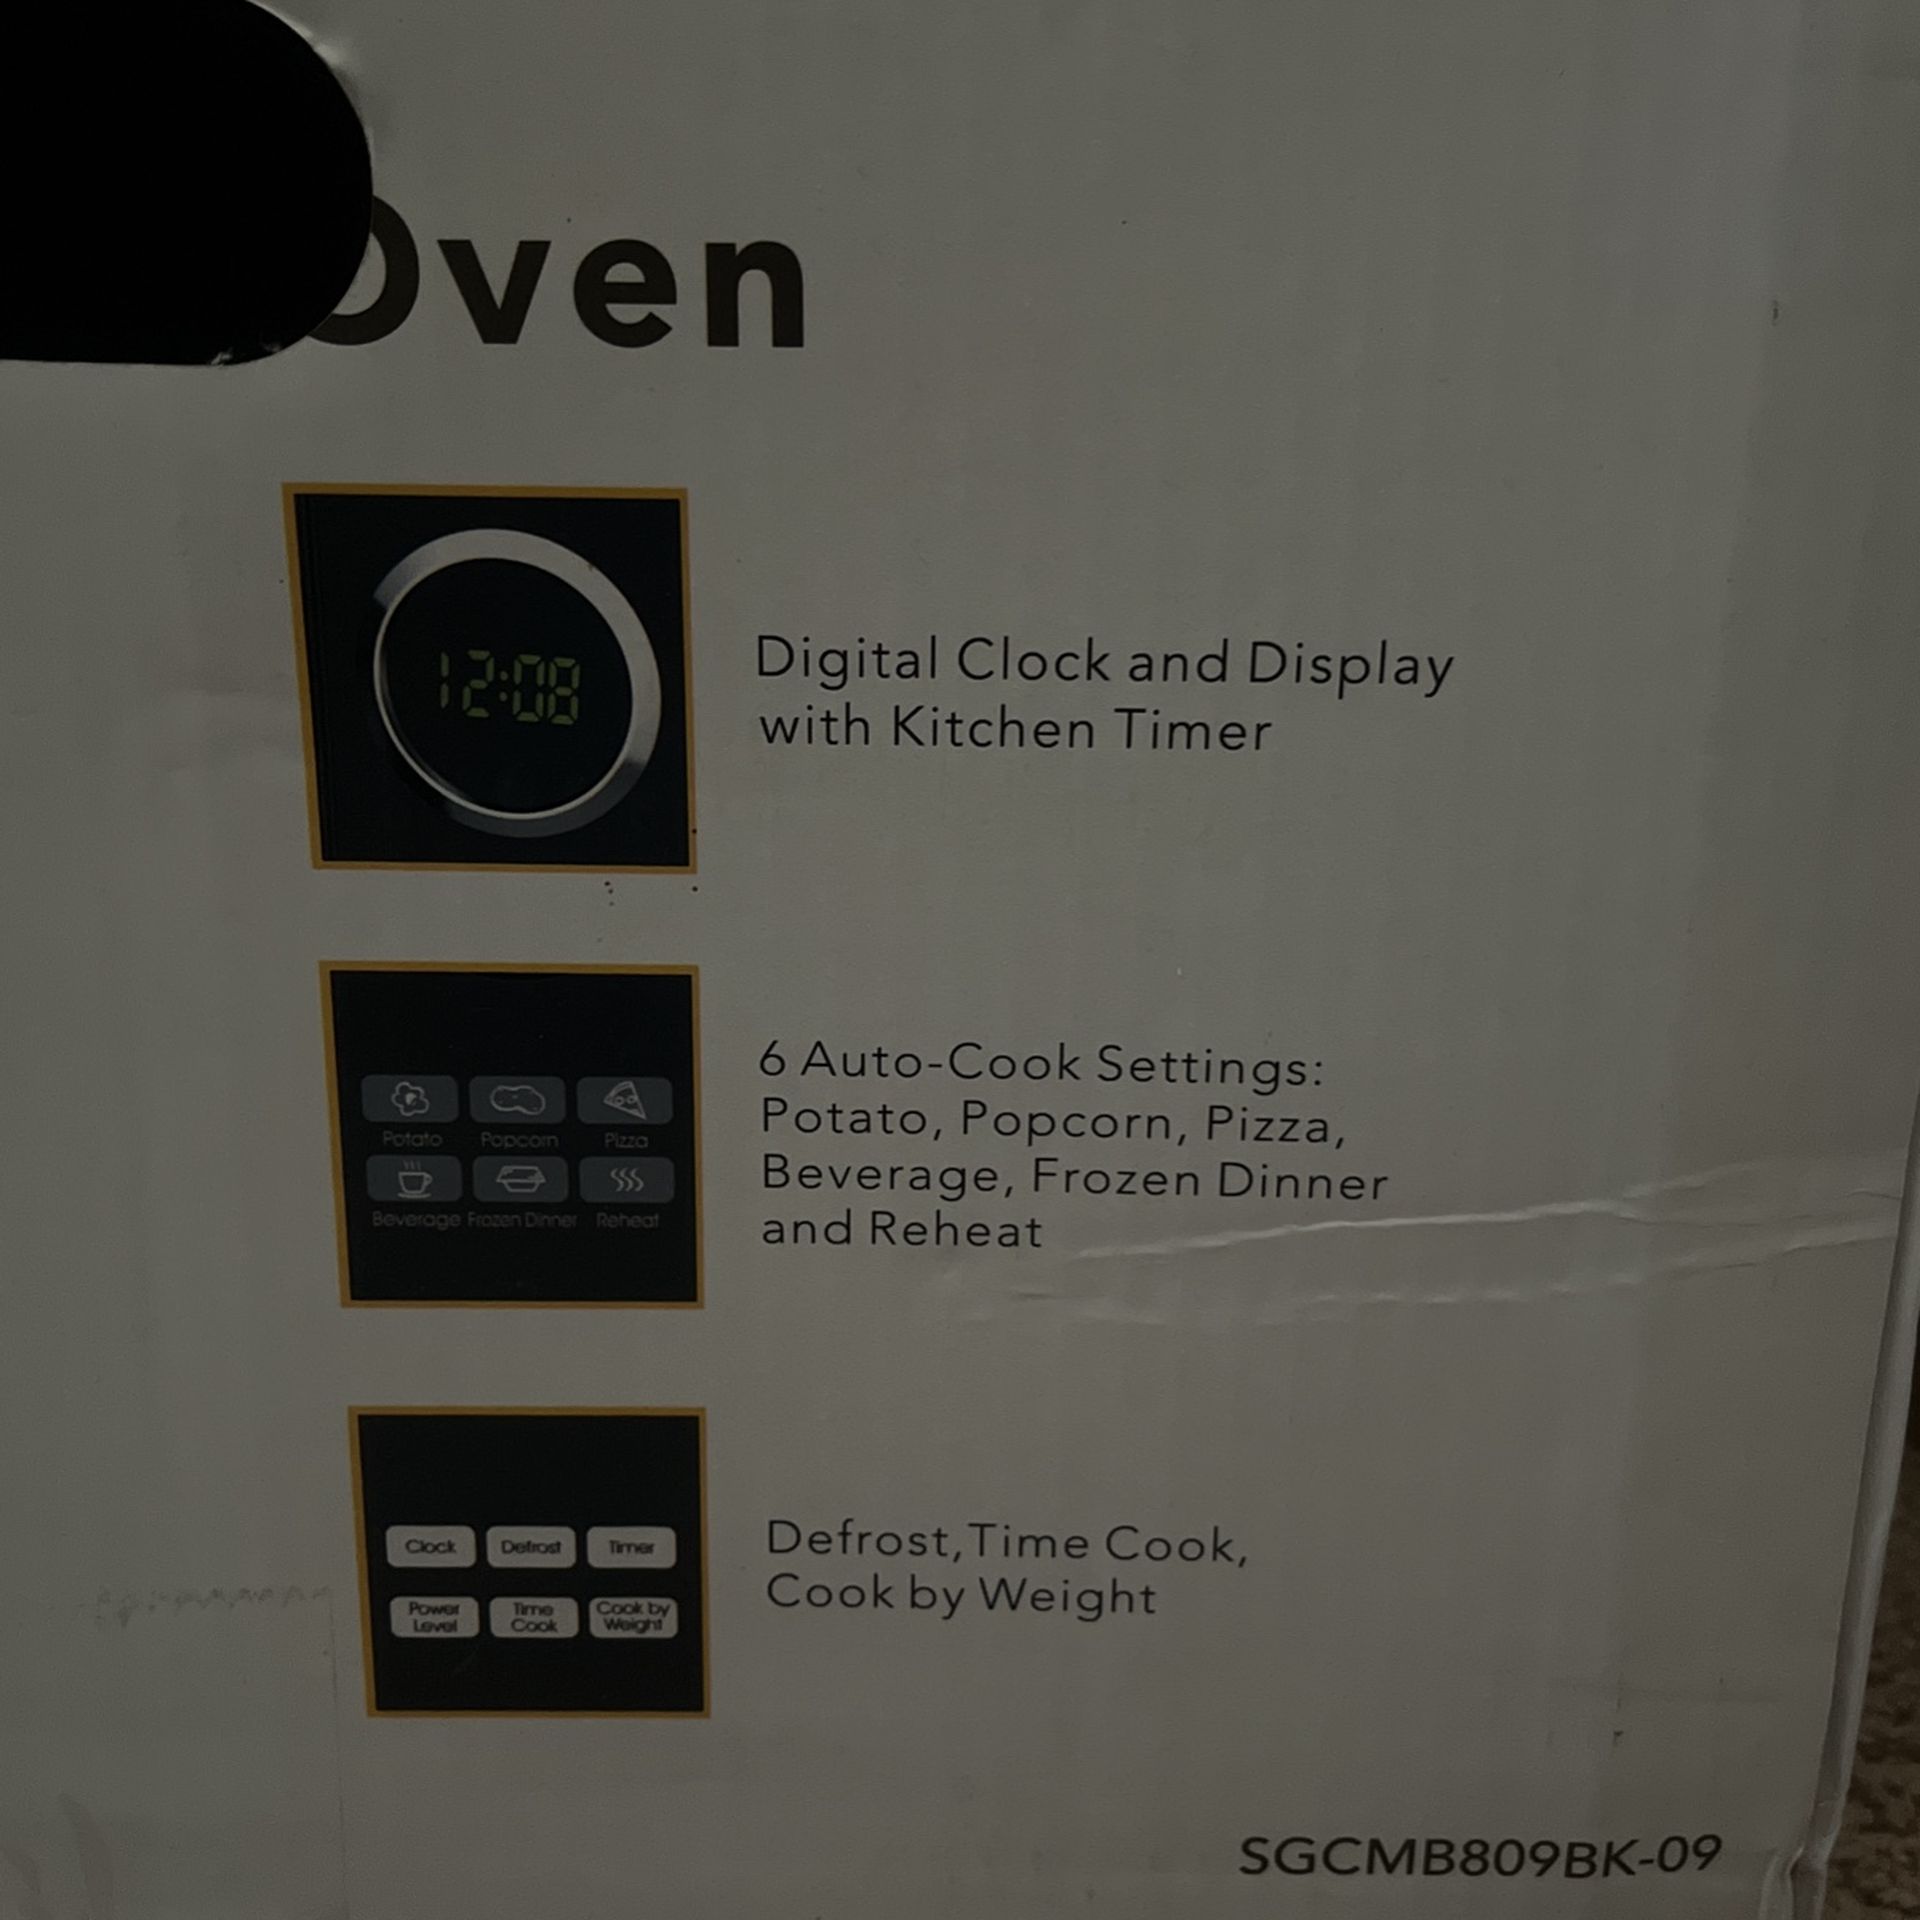 Oven
12:08
Digital Clock and Display
with Kitchen Timer
Potato Popcorn Pizza
Beverage Frozen Dinner Reheat
6 Auto-Cook Settings:
Potato, Popcorn, Pizza,
Beverage, Frozen Dinner
and Reheat
Clock Defrost Timer
Power Level Time Cook Cook by Weight
Defrost,Time Cook,
Cook by Weight
SGCMB809BK-09